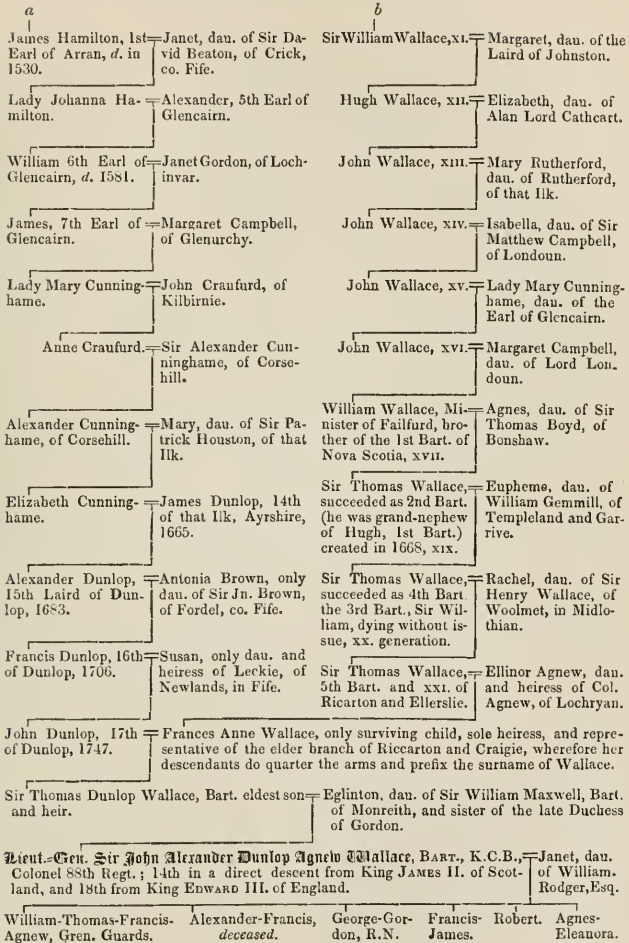 a
James Hamilton, 1st Earl of Arran, d. in 1530.
Janet, dau. of Sir David Beaton, of Crick, co. Fife.
Lady Johanna Hamilton.
Alexander, 5th Earl of Glencairn.
William 6th Earl of Glencairn, d. 1581.
Janet Gordon, of Lochinvar.
James, 7th Earl of Glencairn.
Margaret Campbell, of Glenurchy.
Lady Mary Cunninghame.
John Craufurd, of Kilbirnie.
Anne Craufurd.
Sir Alexander Cunninghame, of Corsehill.
Alexander Cunninghame, of Corsehill.
Mary, dau. of Sir Patrick Houston, of that Ilk.
Elizabeth Cunninghame.
James Dunlop, 14th of that Ilk, Ayrshire, 1665.
Alexander Dunlop, 15th Laird of Dunlop, 1683.
Antonia Brown, only dau. of Sir Jn. Brown, of Fordel, co. Fife.
Francis Dunlop, 16th of Dunlop, 1706.
Susan, only dau. and heiress of Leckie, of Newlands, in Fife.
b
Sir William Wallace, XI.
Margaret, dau. of the Laird of Johnston.
Hugh Wallace, XII.
Elizabeth, dau. of Alan Lord Cathcart.
John Wallace, XIII.
Mary Rutherford, dau. of Rutherford, of that Ilk.
John Wallace, XIV.
Isabella, dau. of Sir Matthew Campbell, of Londoun.
John Wallace, XV.
Lady Mary Cunninghame, dau. of the Earl of Glencairn.
John Wallace, XVI.
Margaret Campbell, dau. of Lord Londoun.
William Wallace, Minister of Failfurd, brother of the 1st Bart. of Nova Scotia, XVII.
Agnes, dau. of Sir Thomas Boyd, of Bonshaw.
Sir Thomas Wallace, succeeded as 2nd Bart. (he was grand-nephew of Hugh, 1st Bart.) created in 1668, XIX.
Eupheme, dau. of William Gemmill, of Templeland and Garrive.
Sir Thomas Wallace, succeeded as 4th Bart. the 3rd Bart., Sir William, dying without issue, XX. generation.
Rachel, dau. of Sir Henry Wallace, of Woolmet, in Midlothian.
Sir Thomas Wallace, 5th Bart. and XXI. of Ricarton and Ellerslie.
Ellinor Agnew, dau. and heiress of Col. Agnew, of Lochryan.
John Dunlop, 17th of Dunlop, 1747.
Frances Anne Wallace, only surviving child, sole heiress, and representative of the elder branch of Riccarton and Craigie, wherefore her descendants do quarter the arms and prefix the surname of Wallace.
Sir Thomas Dunlop Wallace, Bart. eldest son and heir.
Eglinton, dau. of Sir William Maxwell, Bart. of Monreith, and sister of the late Duchess of Gordon.
Lieut.-Gen. Sir John Alexander Dunlop Agnew Wallace, BART., K.C.B., Colonel 88th Regt.; 14th in a direct descent from King JAMES II. of Scotland, and 18th from King EDWARD III. of England.
Janet, dau. of William. Rodger, Esq.
William-Thomas-Francis-Agnew, Gren. Guards.
Alexander-Francis, deceased.
George-Gordon, R.N.
Francis-James.
Robert.
Agnes-Eleanora.